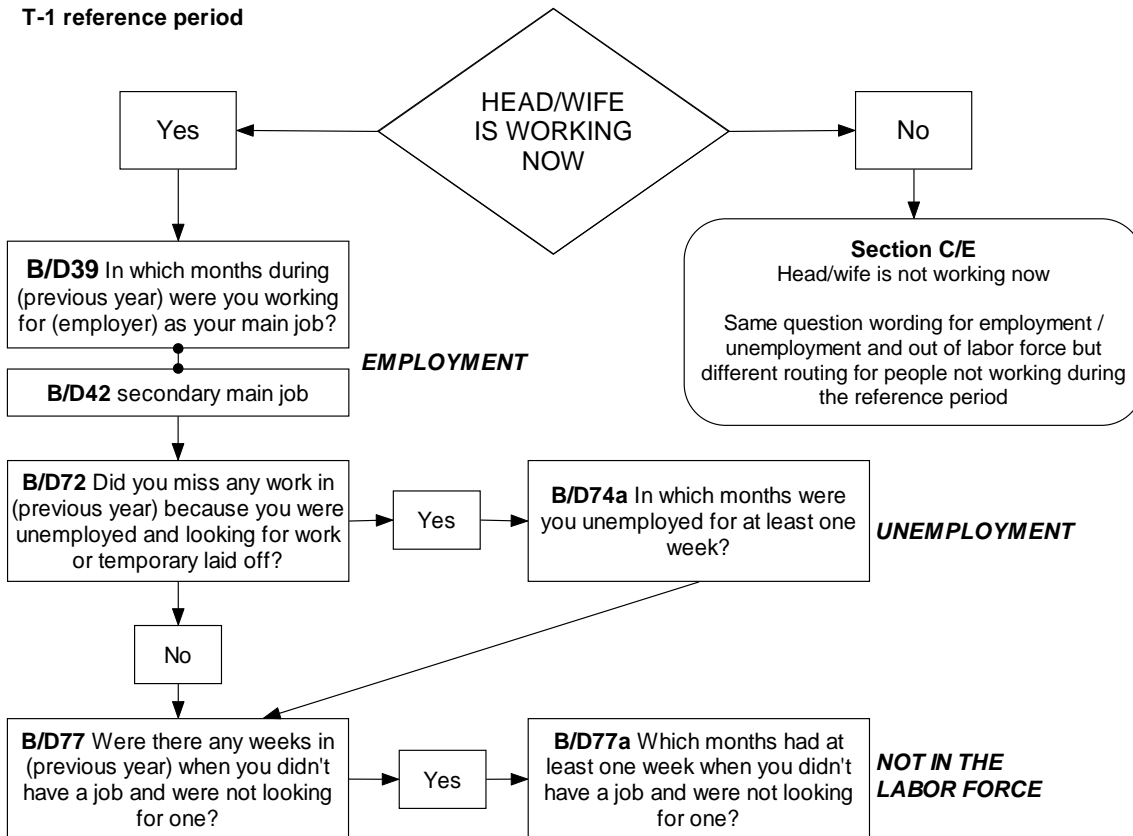 T-1 reference period
HEAD/WIFE
IS WORKING
NOW
Yes
No
B/D39 In which months during
(previous year) were you working
for (employer) as your main job?
EMPLOYMENT
B/D42 secondary main job
Section C/E
Head/wife is not working now
Same question wording for employment /
unemployment and out of labor force but
different routing for people not working during
the reference period
B/D72 Did you miss any work in
(previous year) because you were
unemployed and looking for work
or temporary laid off?
Yes
B/D74a In which months were
you unemployed for at least one
week?
UNEMPLOYMENT
No
B/D77 Were there any weeks in
(previous year) when you didn't
have a job and were not looking
for one?
Yes
B/D77a Which months had at
least one week when you didn't
have a job and were not looking
for one?
NOT IN THE
LABOR FORCE